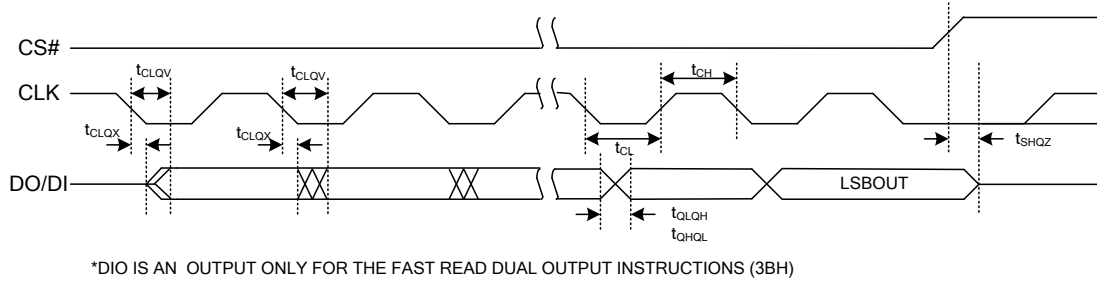 CS#
tCLQV
tCLQV
tCH
CLK
tCLQX
tCLQX
tCL
tSHQZ
DO/DI
LSBOUT
tQLQH
tQHQL
*DIO IS AN OUTPUT ONLY FOR THE FAST READ DUAL OUTPUT INSTRUCTIONS (3BH)